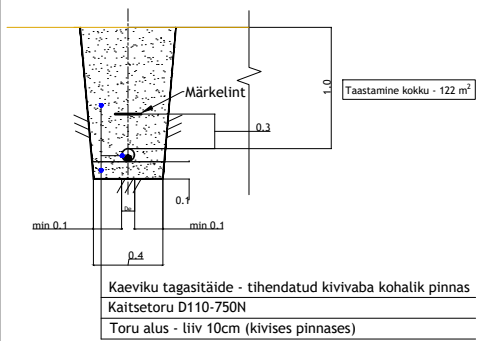 Märkelint
1.0
Taastamine kokku - 122 m²
0.3
0.1
De
min 0.1
min 0.1
0.4
Kaeviku tagasitäide - tihendatud kivivaba kohalik pinnas
Kaitsetoru D110-750N
Toru alus - liiv 10cm (kivises pinnases)